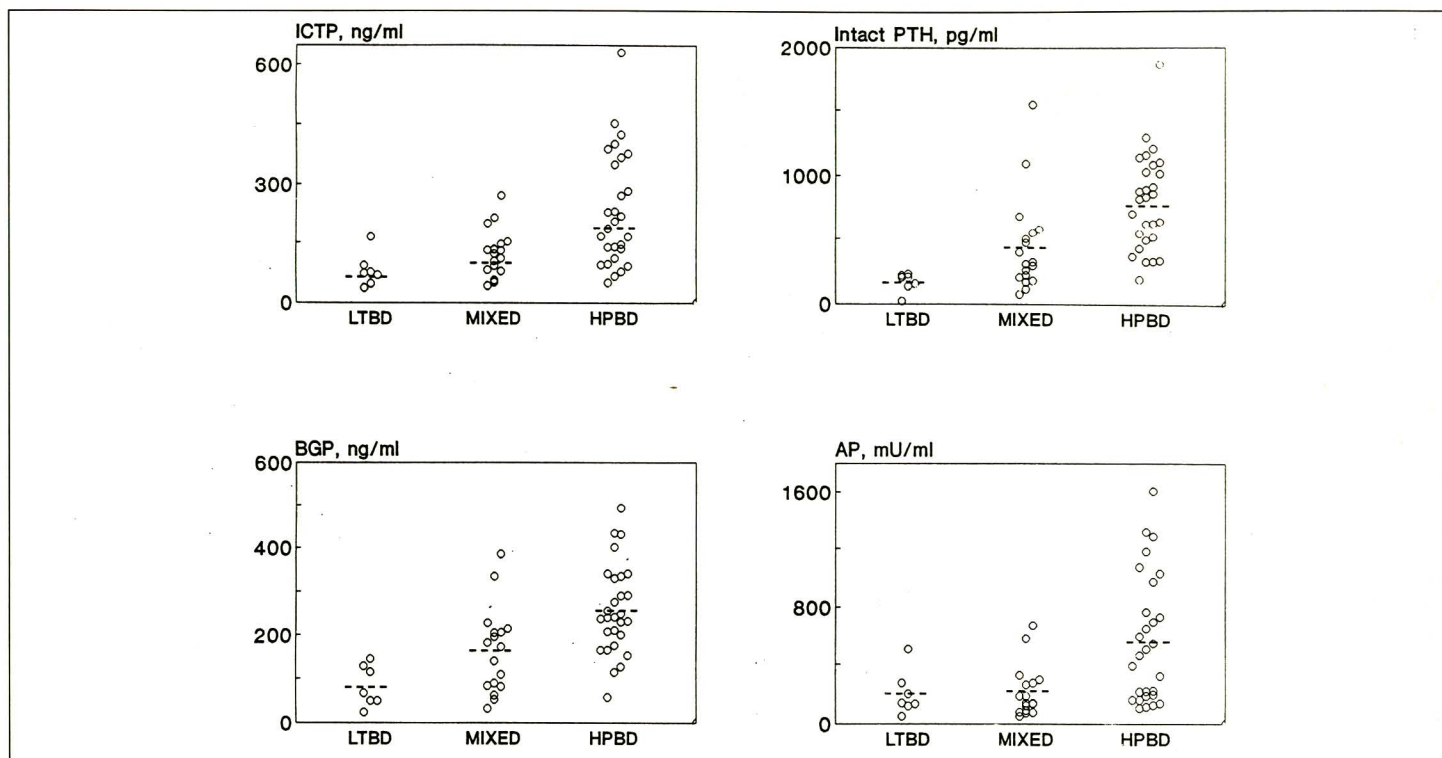 ICTP, ng/ml
600
300
0
LTBD MIXED HPBD
Intact PTH, pg/ml
2000
1000
0
LTBD MIXED HPBD
BGP, ng/ml
600
400
200
0
LTBD MIXED HPBD
AP, mU/ml
1600
800
0
LTBD MIXED HPBD